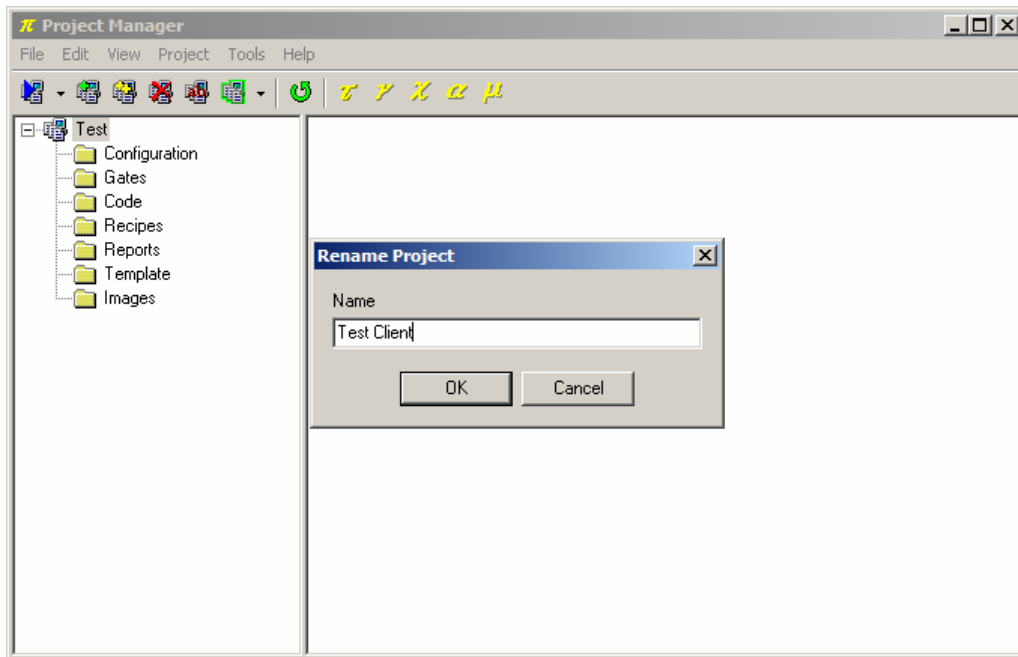 π Project Manager
File Edit View Project Tools Help
τ γ χ α μ
Test
Configuration
Gates
Code
Recipes
Reports
Template
Images
Rename Project
Name
Test Client
OK Cancel